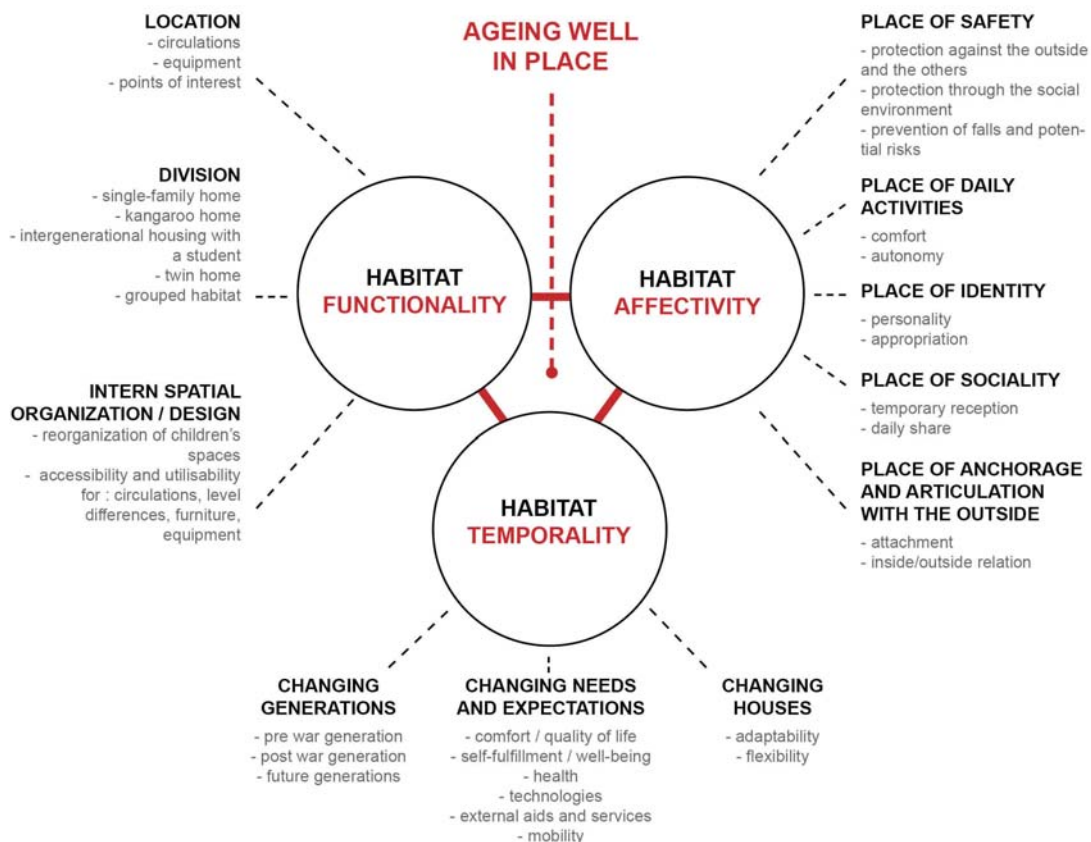 AGEING WELL
IN PLACE
LOCATION
- circulations
- equipment
- points of interest
DIVISION
- single-family home
- kangaroo home
- intergenerational housing with
a student
- twin home
- grouped habitat
INTERN SPATIAL
ORGANIZATION / DESIGN
- reorganization of children's
spaces
- accessibility and utilisability
for : circulations, level
differences, furniture,
equipment
HABITAT
FUNCTIONALITY
HABITAT
AFFECTIVITY
HABITAT
TEMPORALITY
PLACE OF SAFETY
- protection against the outside
and the others
- protection through the social
environment
- prevention of falls and poten-
tial risks
PLACE OF DAILY
ACTIVITIES
- comfort
- autonomy
PLACE OF IDENTITY
- personality
- appropriation
PLACE OF SOCIALITY
- temporary reception
- daily share
PLACE OF ANCHORAGE
AND ARTICULATION
WITH THE OUTSIDE
- attachment
- inside/outside relation
CHANGING
GENERATIONS
- pre war generation
- post war generation
- future generations
CHANGING NEEDS
AND EXPECTATIONS
- comfort / quality of life
- self-fulfillment / well-being
- health
- technologies
- external aids and services
- mobility
CHANGING
HOUSES
- adaptability
- flexibility